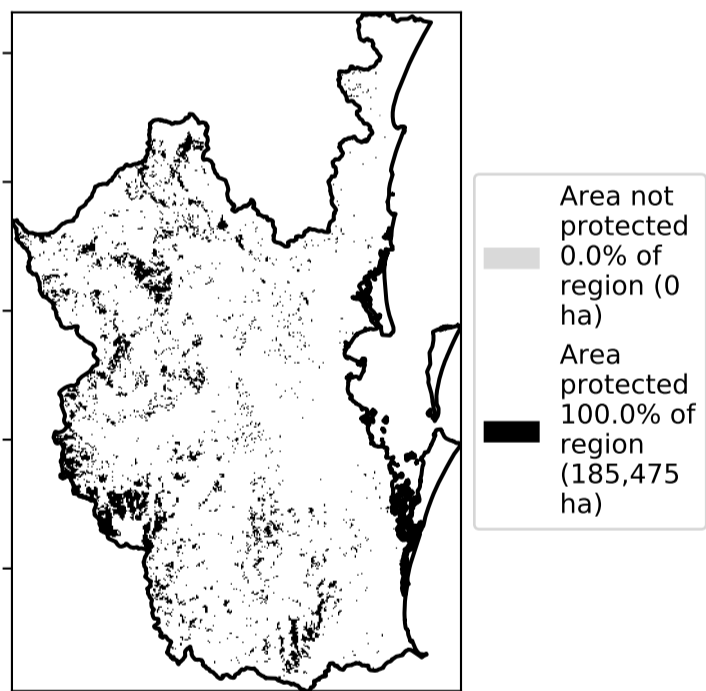 Area not
protected
0.0% of
region (0
ha)
Area
protected
100.0% of
region
(185,475
ha)